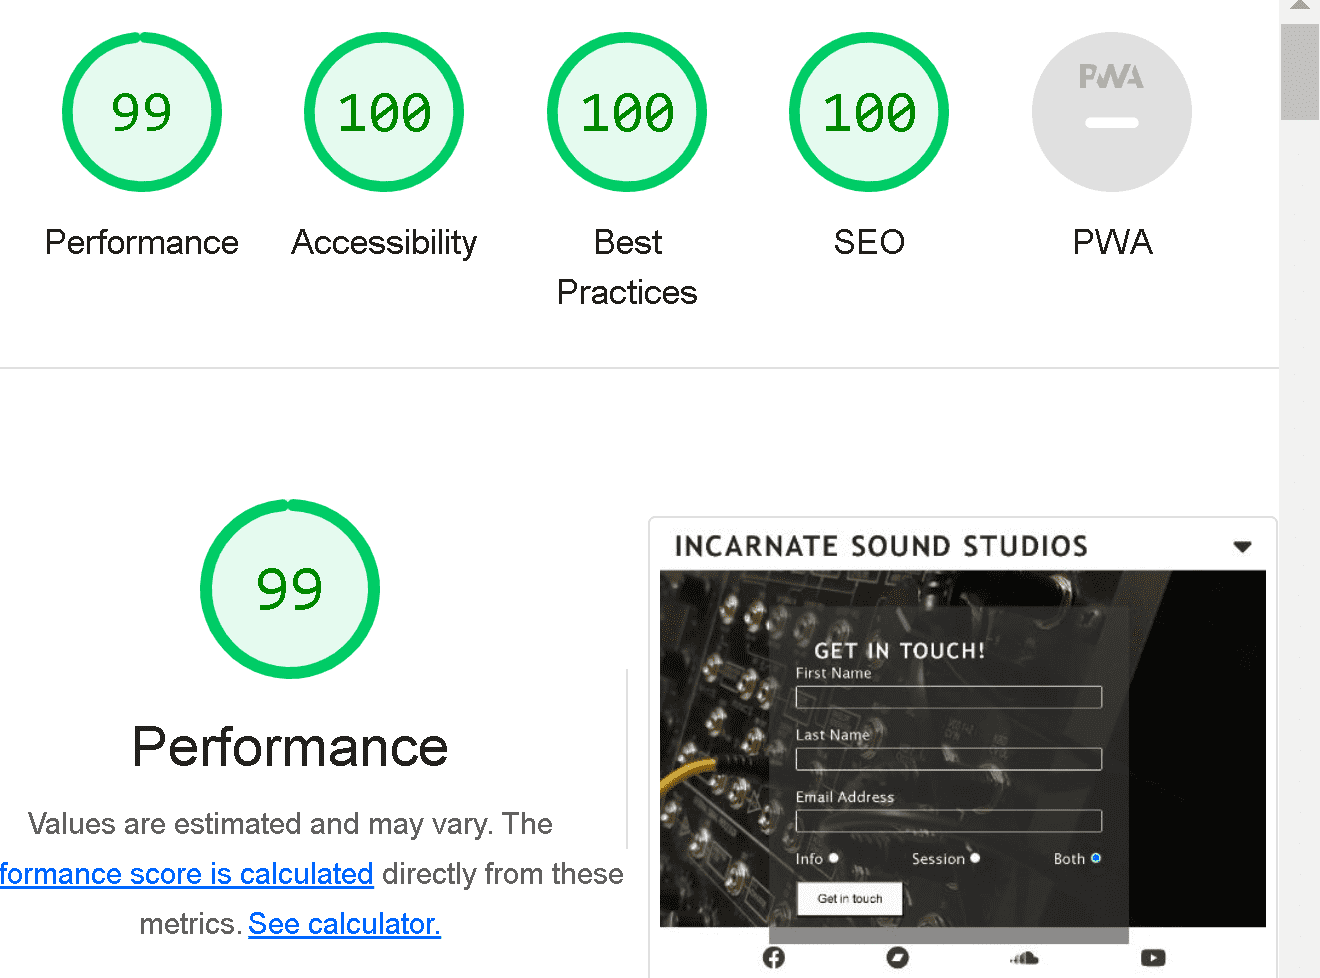 99
100
100
100
PWA
Performance
Accessibility
Best
Practices
SEO
PWA
99
Performance
Values are estimated and may vary. The
formance score is calculated directly from these
metrics. See calculator.
INCARNATE SOUND STUDIOS
GET IN TOUCH!
First Name
Last Name
Email Address
Info
Session
Both
Get in touch